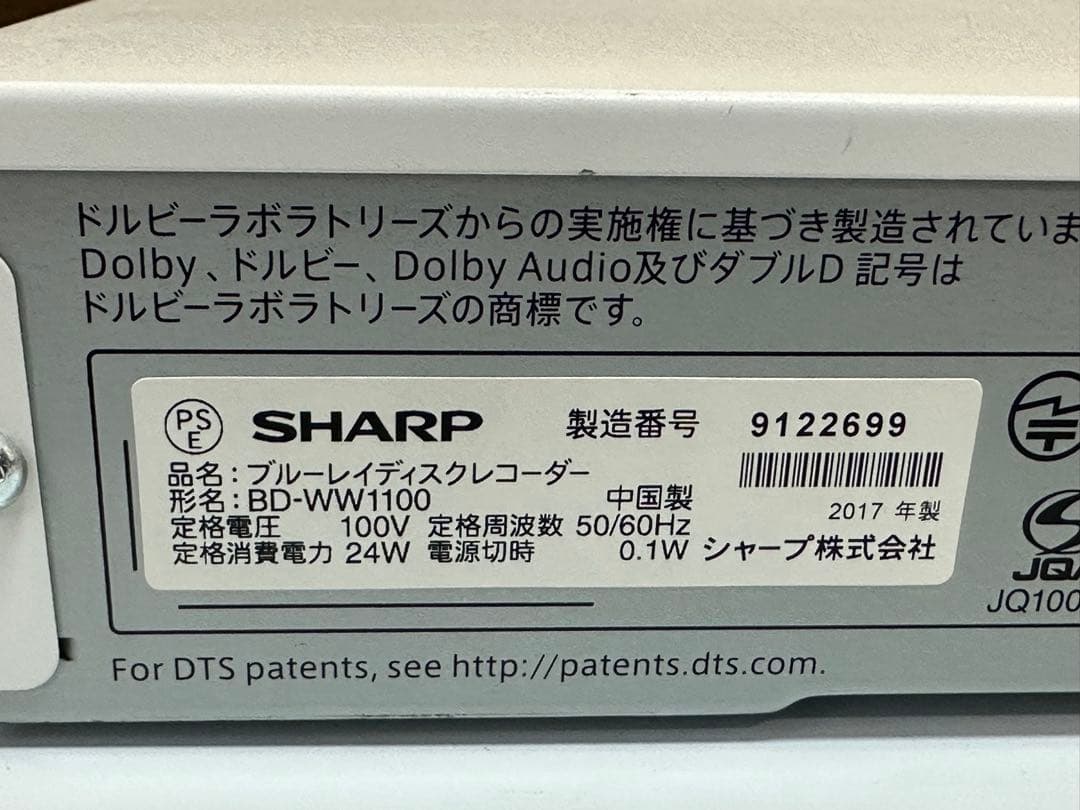 ドルビーラボラトリーズからの実施権に基づき製造されていま
Dolby、ドルビー、Dolby Audio及びダブルD 記号は
ドルビーラボラトリーズの商標です。
PS
E
SHARP 製造番号 9122699
品名:ブルーレイディスクレコーダー
形名:BD-WW1100 中国製
2017 年製
定格電圧 100V 定格周波数 50/60Hz
定格消費電力 24W 電源切時 0.1W シャープ株式会社
JQA
JQ100
For DTS patents, see http://patents.dts.com.